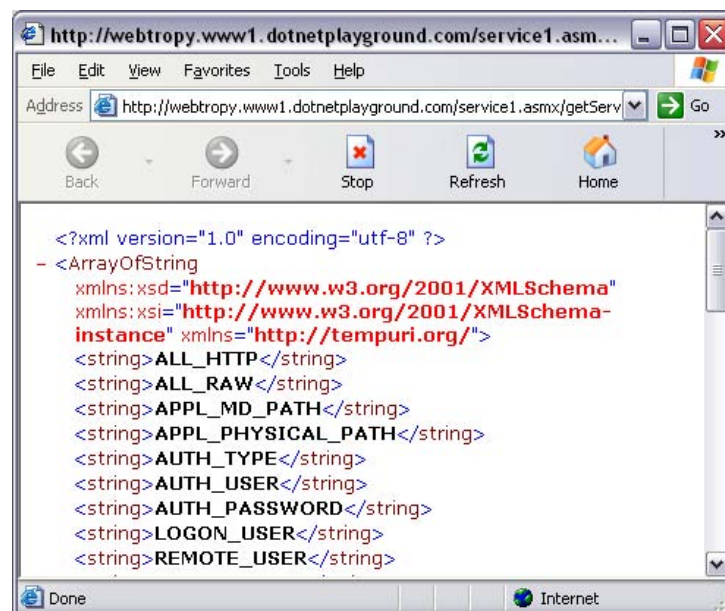 http://webtropy.www1.dotnetplayground.com/service1.asm...
File Edit View Favorites Tools Help
Address http://webtropy.www1.dotnetplayground.com/service1.asmx/getServ Go
Back Forward Stop Refresh Home
<?xml version="1.0" encoding="utf-8" ?>
- <ArrayOfString
xmlns:xsd="http://www.w3.org/2001/XMLSchema"
xmlns:xsi="http://www.w3.org/2001/XMLSchema-
instance" xmlns="http://tempuri.org/">
<string>ALL_HTTP</string>
<string>ALL_RAW</string>
<string>APPL_MD_PATH</string>
<string>APPL_PHYSICAL_PATH</string>
<string>AUTH_TYPE</string>
<string>AUTH_USER</string>
<string>AUTH_PASSWORD</string>
<string>LOGON_USER</string>
<string>REMOTE_USER</string>
Done Internet